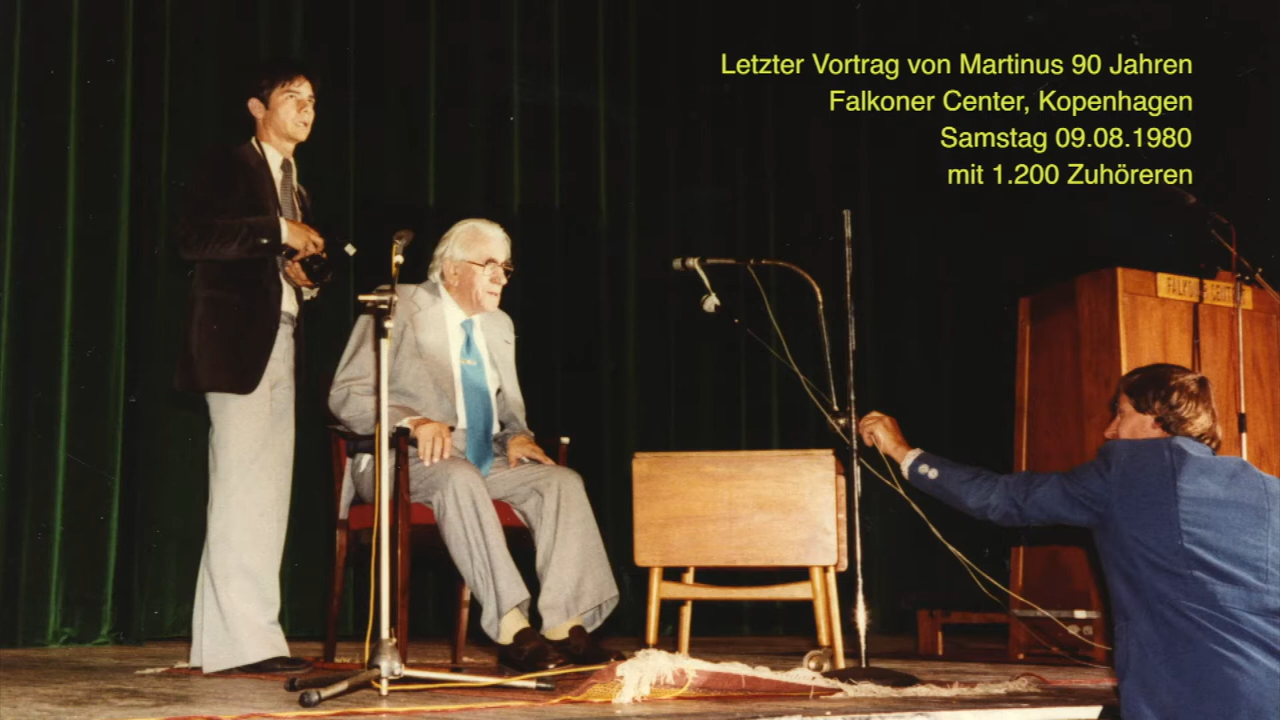 Letzter Vortrag von Martinus 90 Jahren
Falkoner Center, Kopenhagen
Samstag 09.08.1980
mit 1.200 Zuhöreren